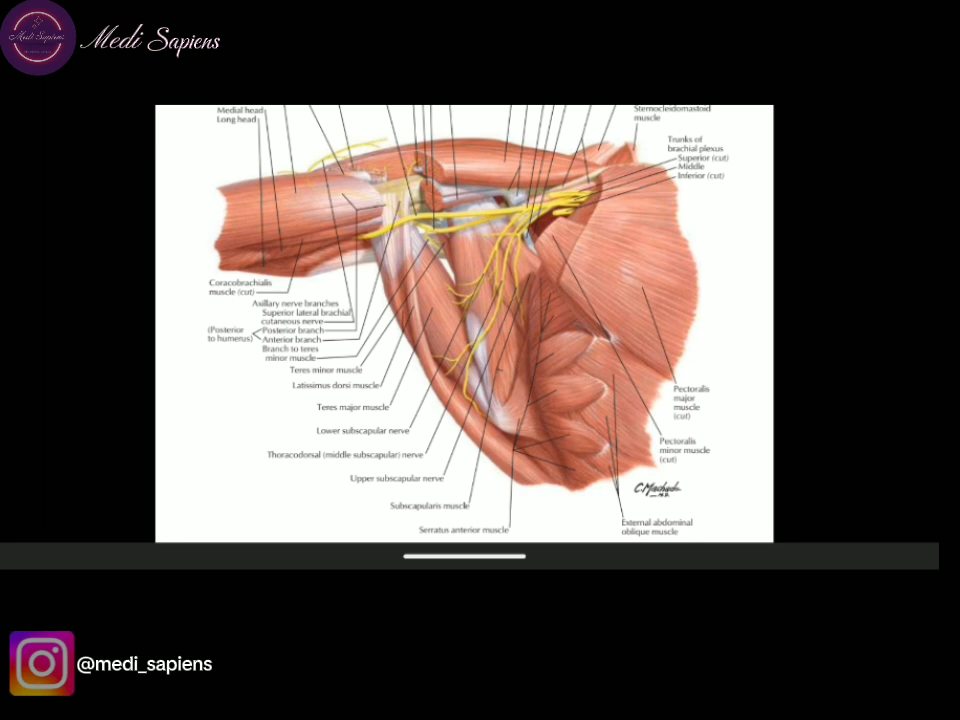 Medi Sapiens
Medi Sapiens
Medial head
Long head
Sternocleidomastoid
muscle
Trunks of
brachial plexus
Superior (cut)
Middle
Inferior (cut)
Coracobrachialis
muscle (cut)
Axillary nerve branches
Superior lateral brachial
cutaneous nerve
(Posterior
to humerus)
Posterior branch
Anterior branch
Branch to teres
minor muscle
Teres minor muscle
Latissimus dorsi muscle
Teres major muscle
Lower subscapular nerve
Thoracodorsal (middle subscapular) nerve
Upper subscapular nerve
Subscapularis muscle
Serratus anterior muscle
Pectoralis
major
muscle
(cut)
Pectoralis
minor muscle
(cut)
C.Machado
M.D.
External abdominal
oblique muscle
@medi_sapiens